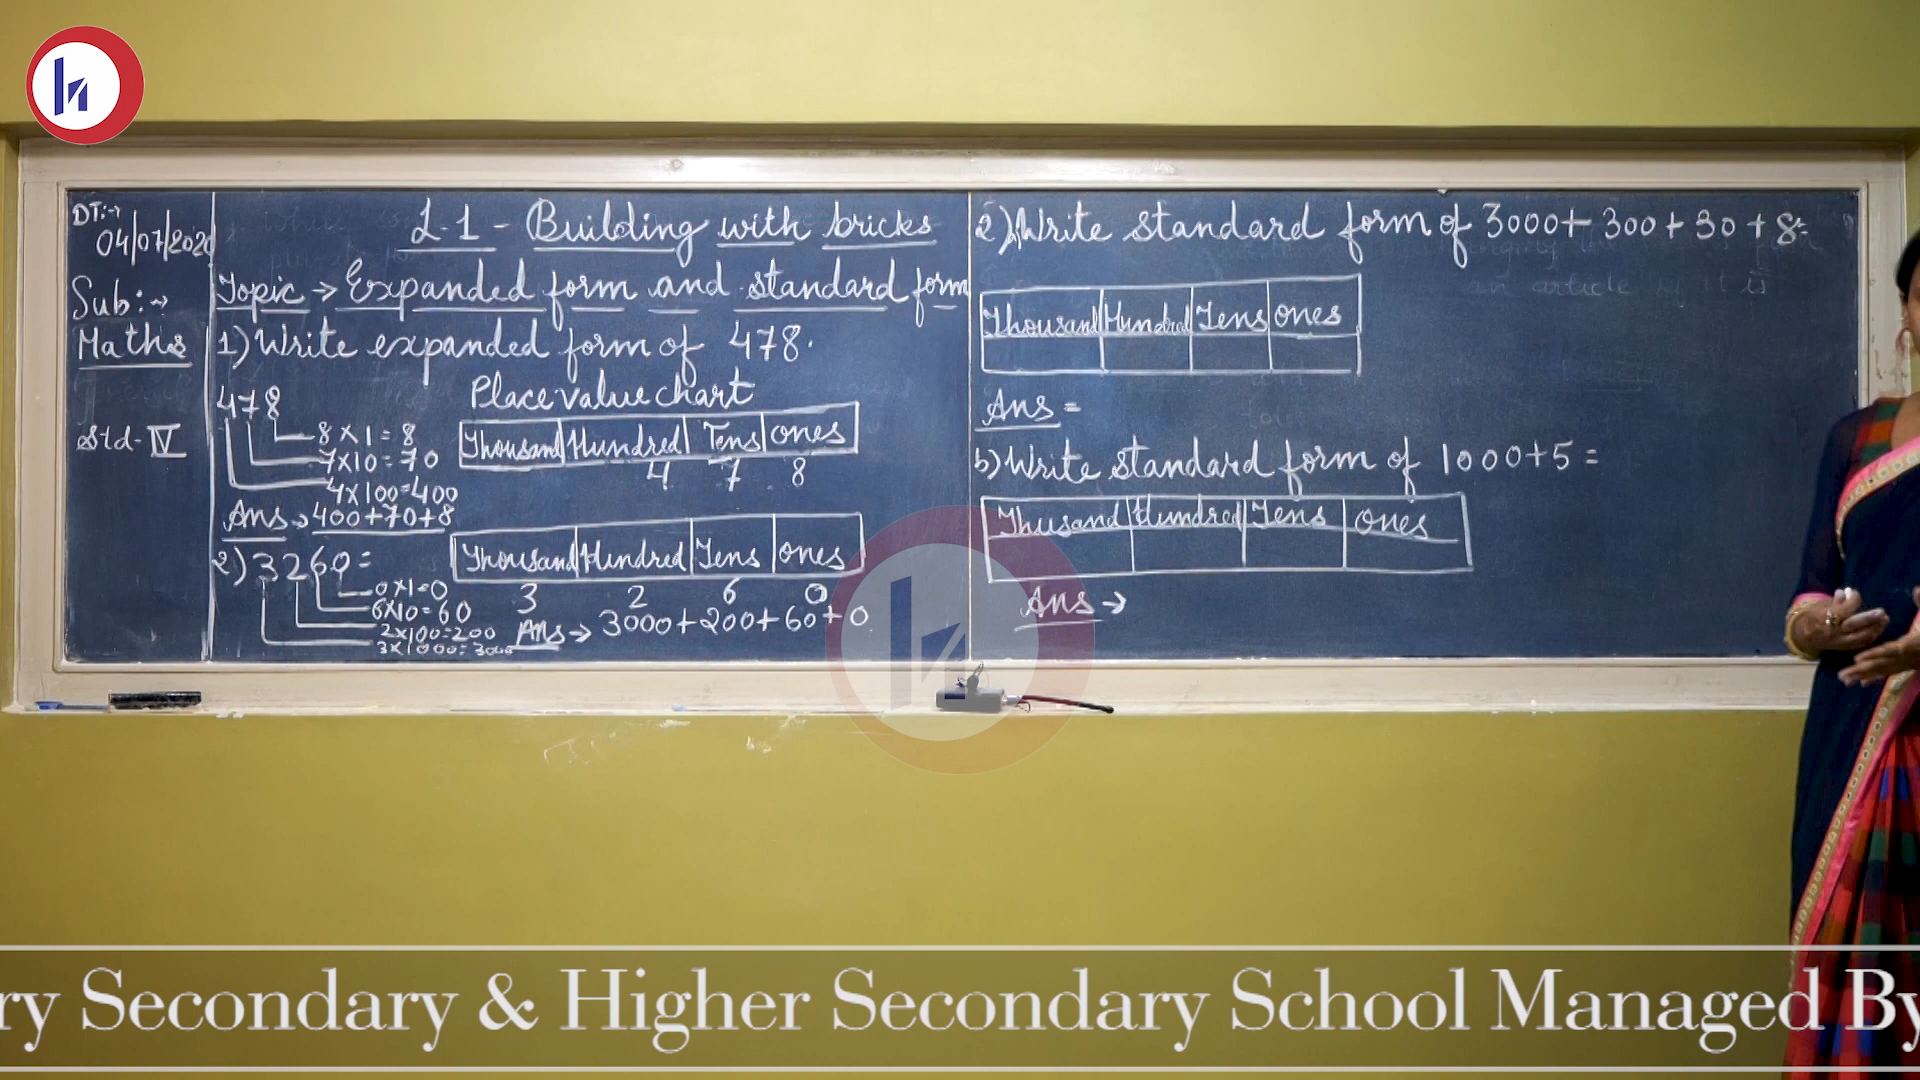 DT:→
04/07/2020
Sub:→
Maths
Std-IV
L.1 - Building with bricks
Topic → Expanded form and standard form
1) Write expanded form of 478.
Place value chart
478
8×1=8
7×10=70
4×100=400
Thousand Hundred Tens ones
4 7 8
Ans → 400+70+8
2) 3260=
0×1=0
6×10=60
2×100=200
3×1000=3000
Thousand Hundred Tens ones
3 2 6 0
Ans → 3000+200+60+0
2) Write standard form of 3000+300+30+8=
Thousand Hundred Tens ones
Ans =
b) Write standard form of 1000+5=
Thusand Hundred Tens ones
Ans →
ry Secondary & Higher Secondary School Managed By